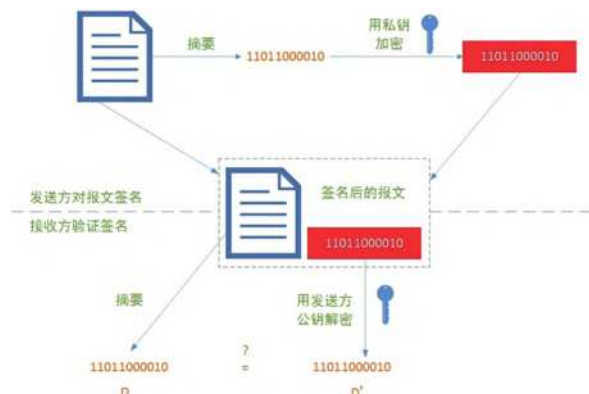 摘要
11011000010
用私钥
加密
11011000010
发送方对报文签名
接收方验证签名
签名后的报文
11011000010
摘要
用发送方
公钥解密
11011000010
?
=
11011000010